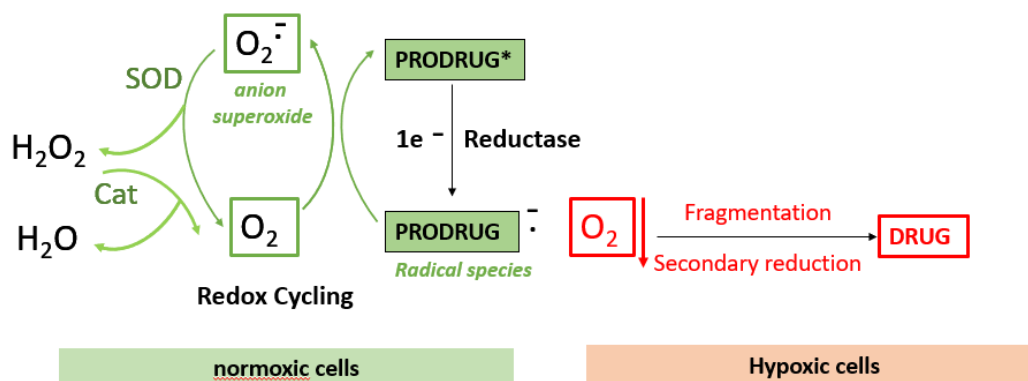 O₂⋅̄
PRODRUG*
SOD
anion
superoxide
1e ⁻ Reductase
H₂O₂
Cat
H₂O
O₂
PRODRUG ⋅̄
O₂
Fragmentation
DRUG
Secondary reduction
Radical species
Redox Cycling
normoxic cells
Hypoxic cells